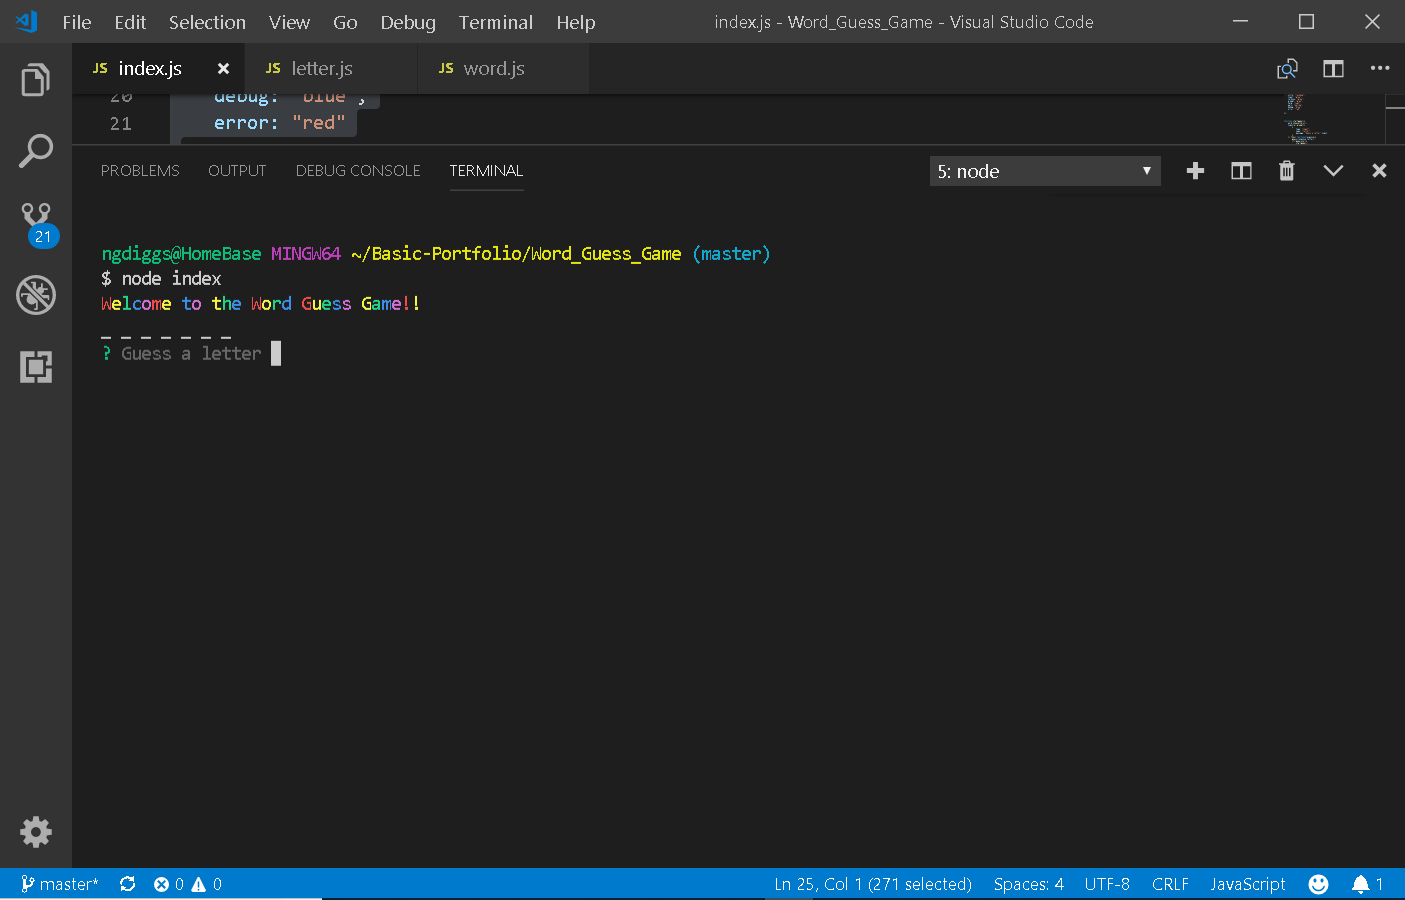 File Edit Selection View Go Debug Terminal Help index.js - Word_Guess_Game - Visual Studio Code
JS index.js JS letter.js JS word.js
20 debug: "blue",
21 error: "red"
PROBLEMS OUTPUT DEBUG CONSOLE TERMINAL 5: node
21
ngdiggs@HomeBase MINGW64 ~/Basic-Portfolio/Word_Guess_Game (master)
$ node index
Welcome to the Word Guess Game!!
_ _ _ _ _ _ _
? Guess a letter
master* 0 0 Ln 25, Col 1 (271 selected) Spaces: 4 UTF-8 CRLF JavaScript 1